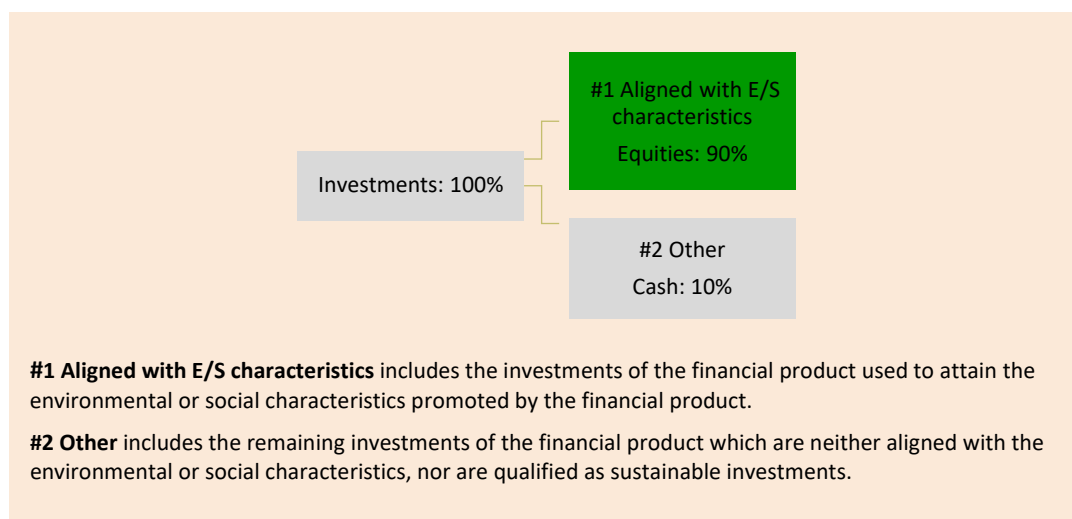 #1 Aligned with E/S
characteristics
Equities: 90%
Investments: 100%
#2 Other
Cash: 10%
#1 Aligned with E/S characteristics includes the investments of the financial product used to attain the
environmental or social characteristics promoted by the financial product.
#2 Other includes the remaining investments of the financial product which are neither aligned with the
environmental or social characteristics, nor are qualified as sustainable investments.